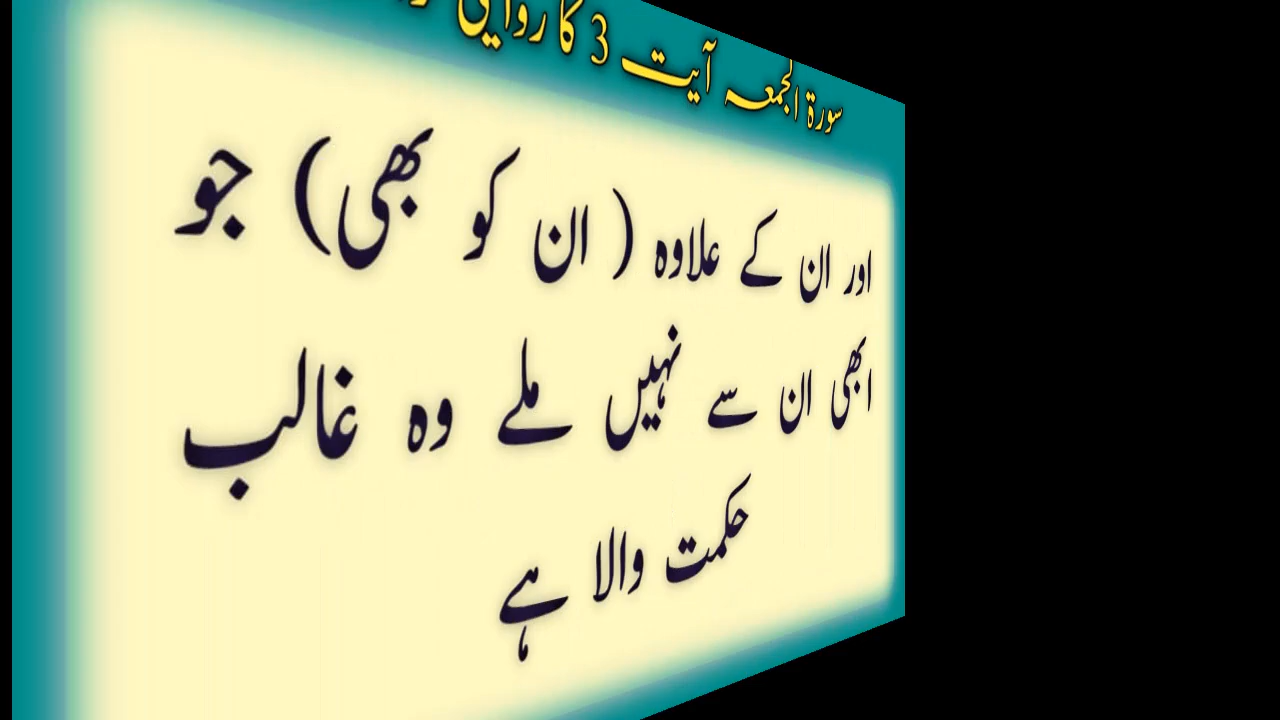 سورة الجمعہ آیت 3 کا روایتی
اور ان کے علاوہ ( ان کو بھی) جو
ابھی ان سے نہیں ملے وہ غالب
حکمت والا ہے